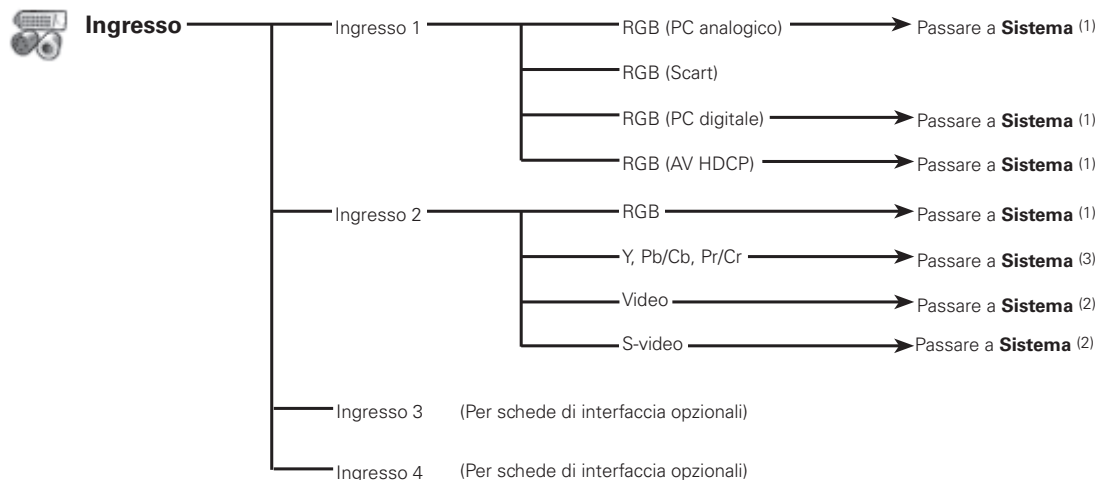 Ingresso
Ingresso 1
RGB (PC analogico)
Passare a Sistema (1)
RGB (Scart)
RGB (PC digitale)
Passare a Sistema (1)
RGB (AV HDCP)
Passare a Sistema (1)
Ingresso 2
RGB
Passare a Sistema (1)
Y, Pb/Cb, Pr/Cr
Passare a Sistema (3)
Video
Passare a Sistema (2)
S-video
Passare a Sistema (2)
Ingresso 3
(Per schede di interfaccia opzionali)
Ingresso 4
(Per schede di interfaccia opzionali)